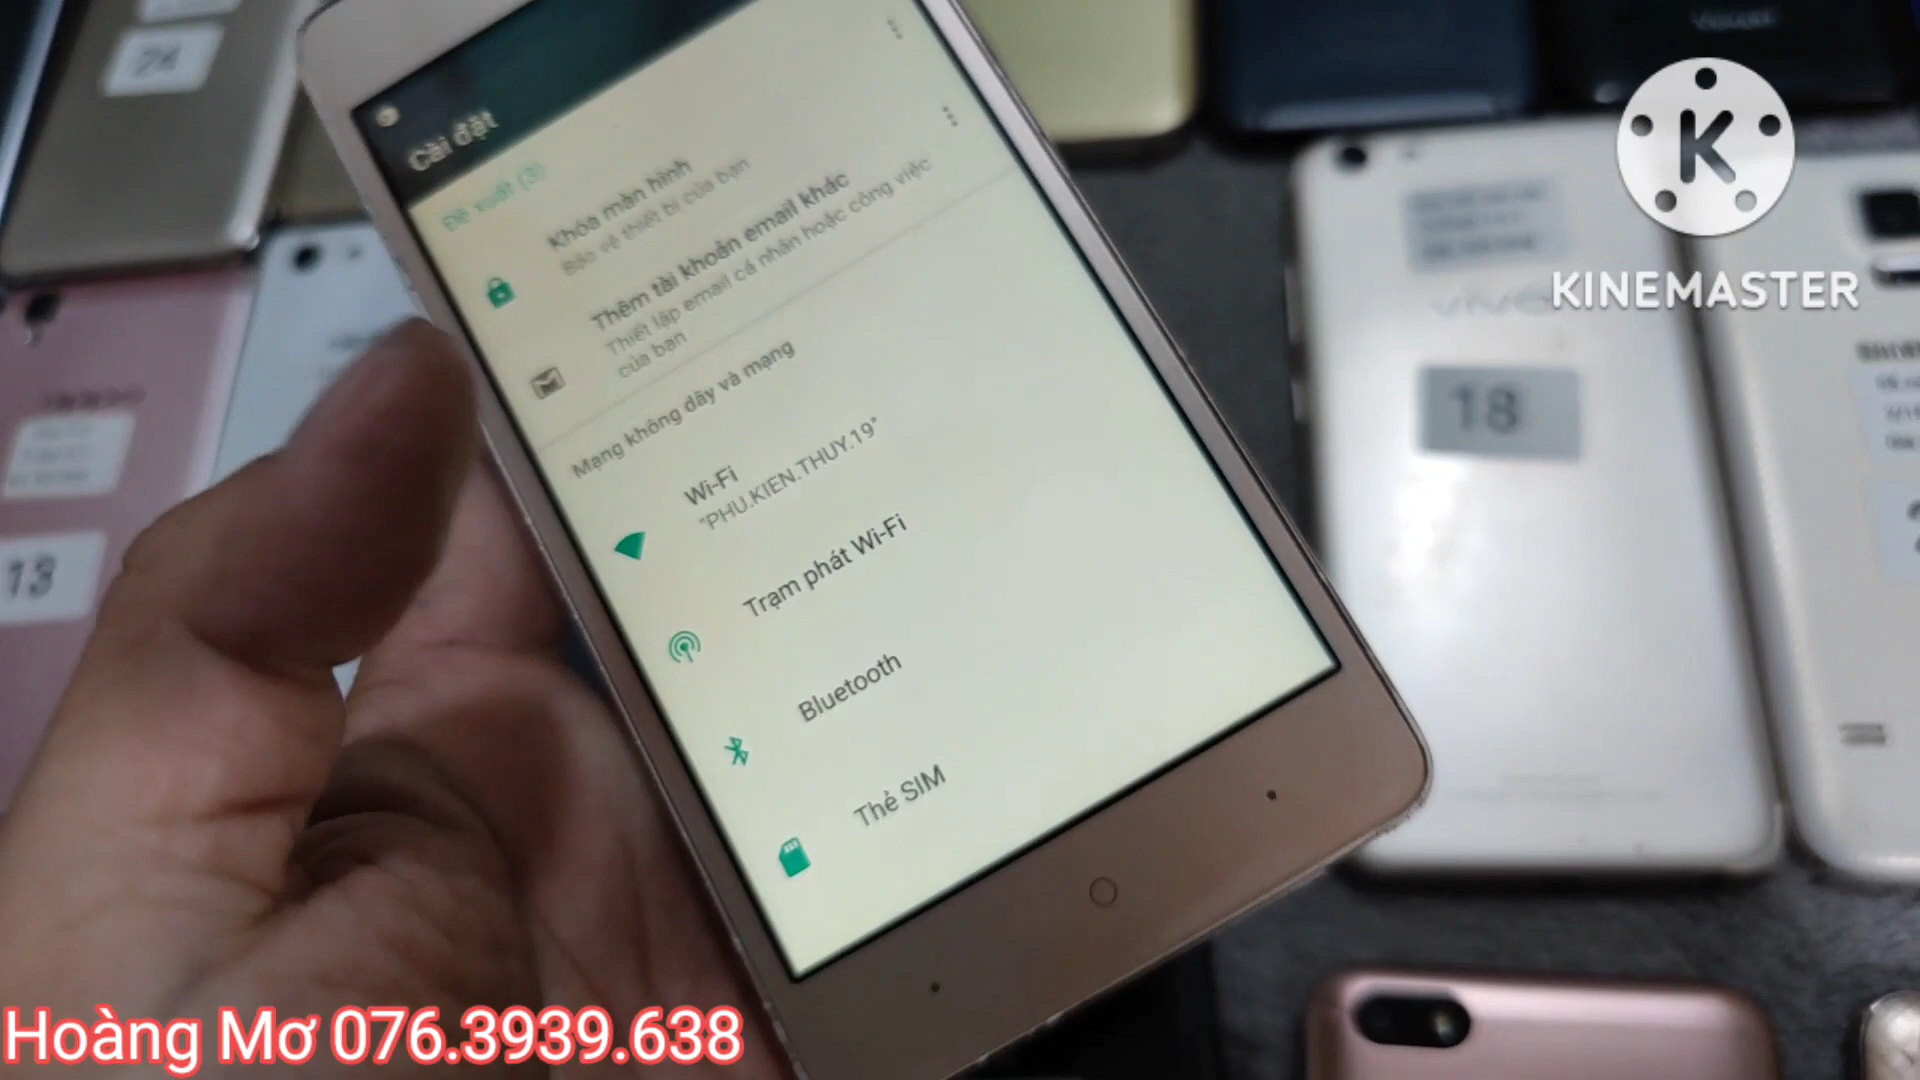 24
Cài đặt
Đề xuất (3)
Khóa màn hình
Bảo vệ thiết bị của bạn
Thêm tài khoản email khác
Thiết lập email cá nhân hoặc công việc
của bạn
Mạng không dây và mạng
Wi-Fi
"PHU.KIEN.THUY.19"
Trạm phát Wi-Fi
Bluetooth
Thẻ SIM
K
KINEMASTER
vivo
18
13
Hoàng Mơ 076.3939.638